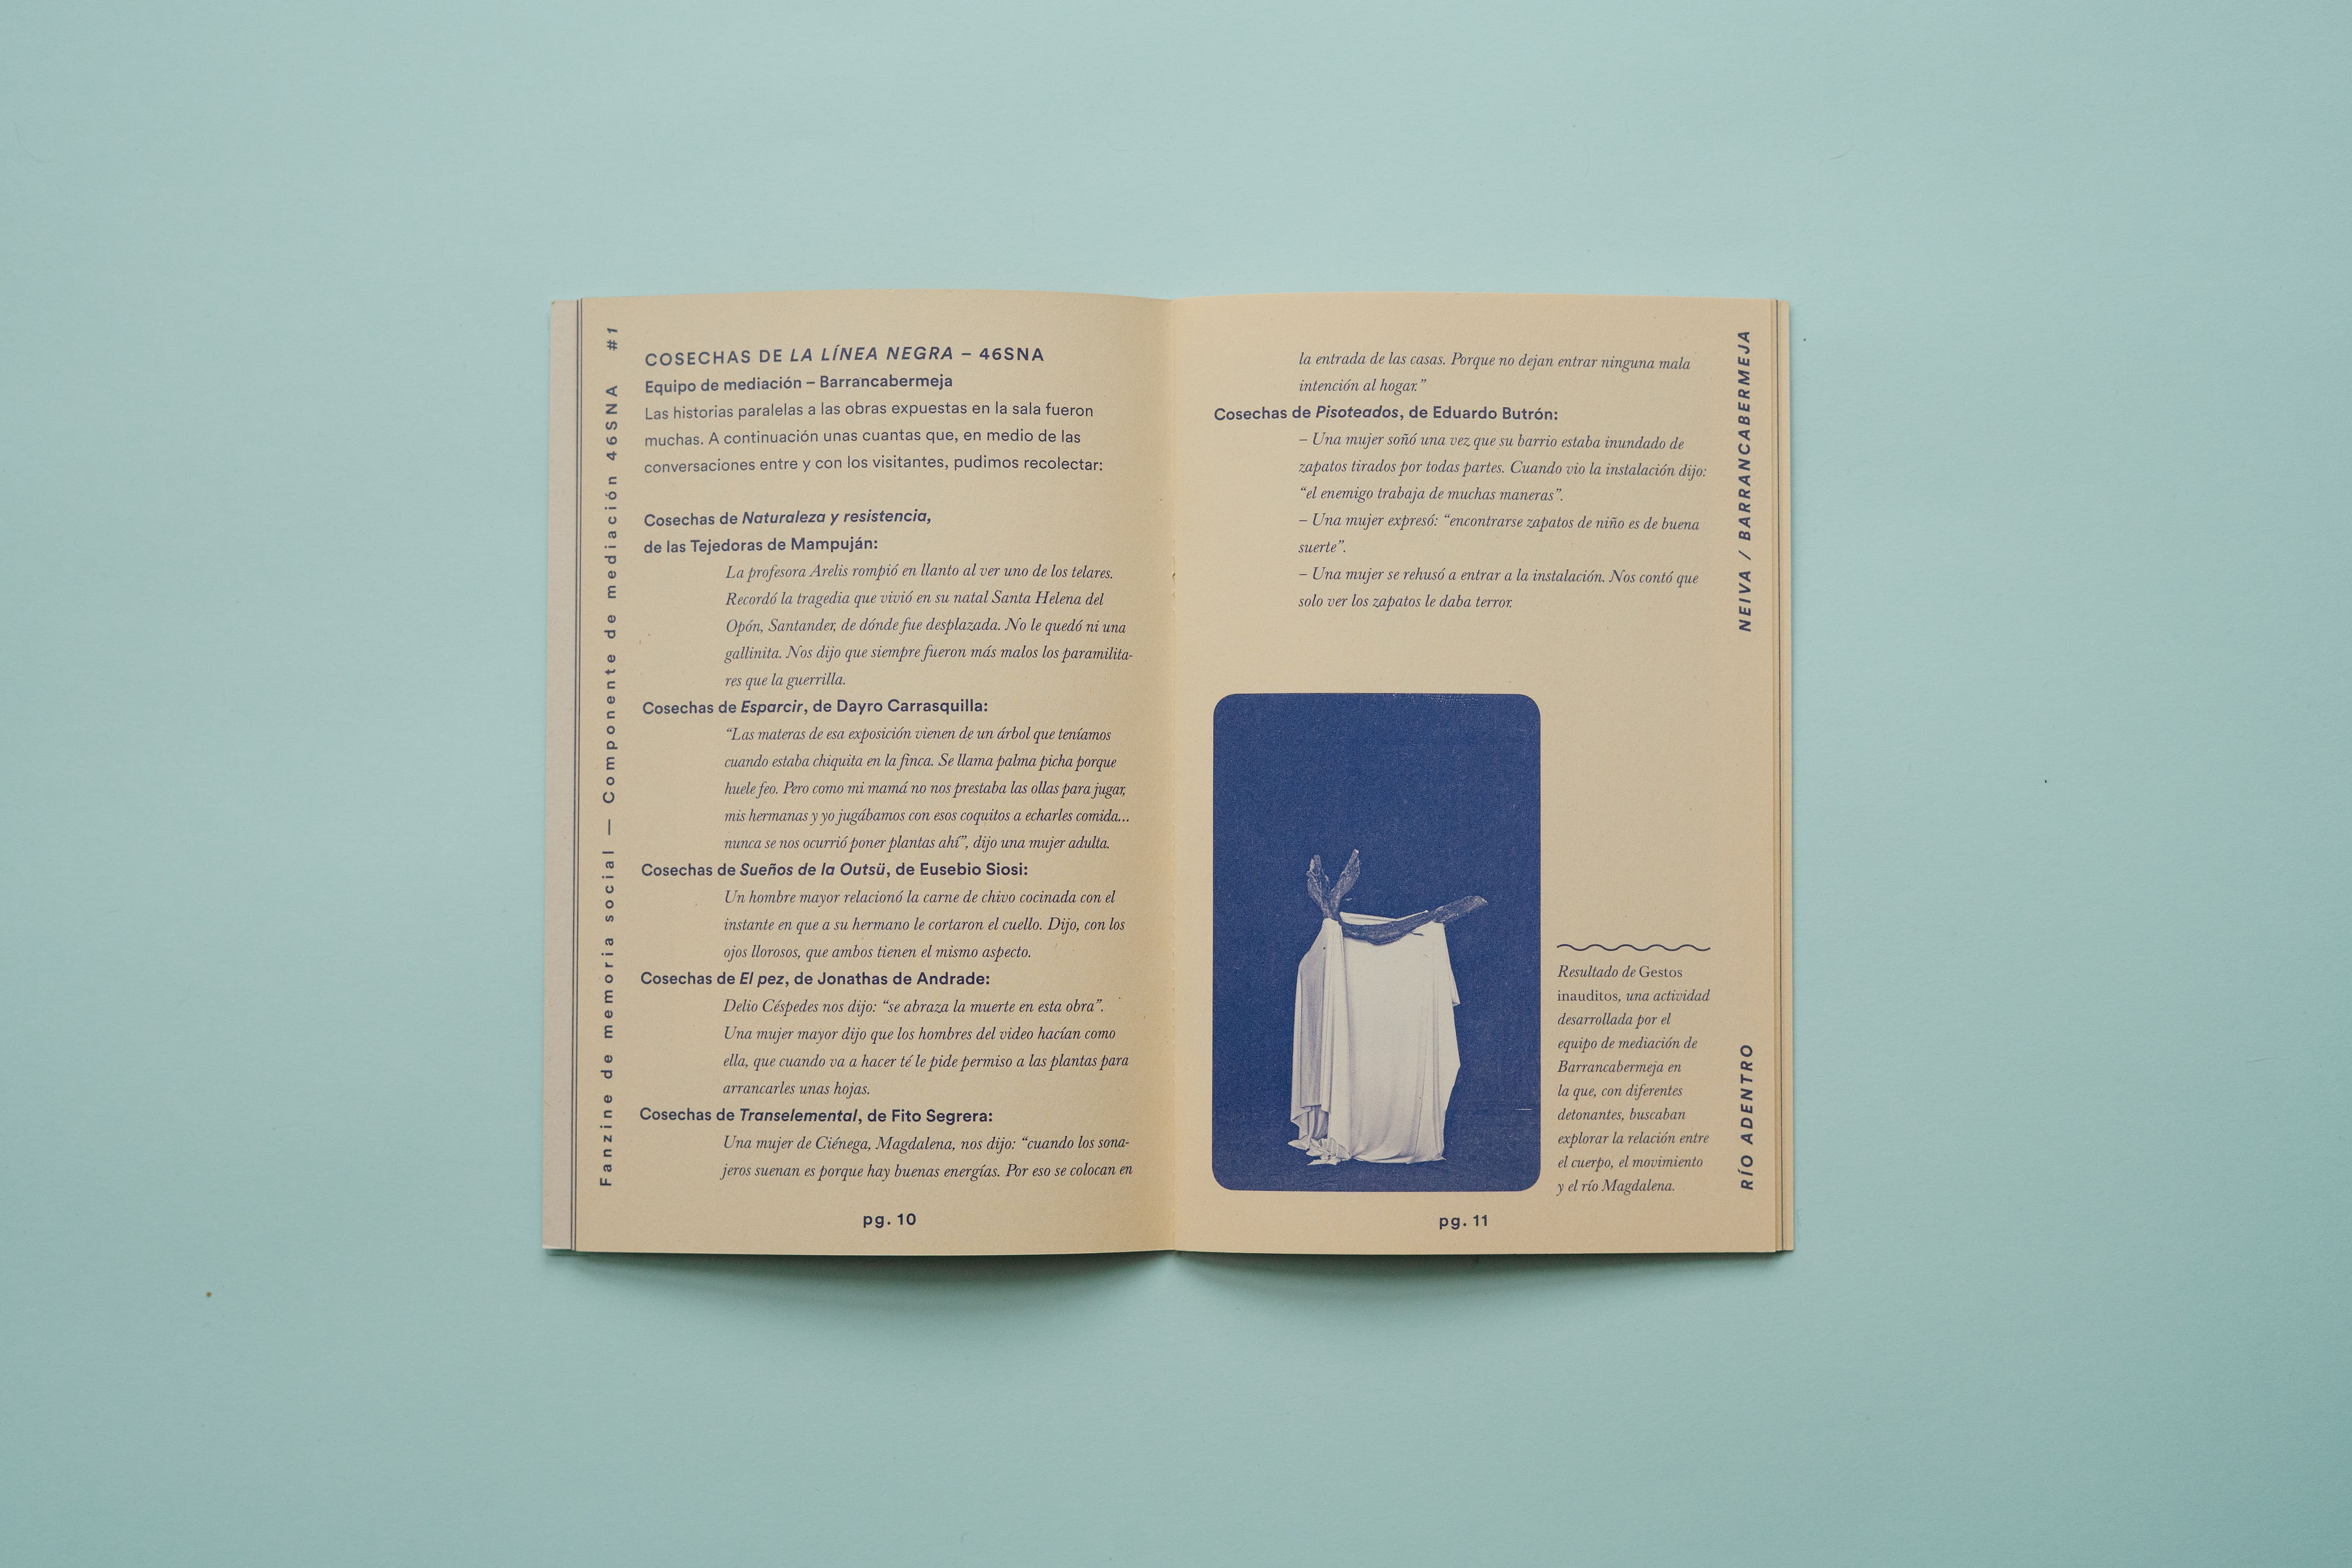 Fanzine de memoria social — Componente de mediación 46SNA #1
COSECHAS DE LA LÍNEA NEGRA – 46SNA
Equipo de mediación – Barrancabermeja
Las historias paralelas a las obras expuestas en la sala fueron
muchas. A continuación unas cuantas que, en medio de las
conversaciones entre y con los visitantes, pudimos recolectar:
Cosechas de Naturaleza y resistencia,
de las Tejedoras de Mampuján:
La profesora Arelis rompió en llanto al ver uno de los telares.
Recordó la tragedia que vivió en su natal Santa Helena del
Opón, Santander, de dónde fue desplazada. No le quedó ni una
gallinita. Nos dijo que siempre fueron más malos los paramilita-
res que la guerrilla.
Cosechas de Esparcir, de Dayro Carrasquilla:
“Las materas de esa exposición vienen de un árbol que teníamos
cuando estaba chiquita en la finca. Se llama palma picha porque
huele feo. Pero como mi mamá no nos prestaba las ollas para jugar,
mis hermanas y yo jugábamos con esos coquitos a echarles comida...
nunca se nos ocurrió poner plantas ahí”, dijo una mujer adulta.
Cosechas de Sueños de la Outsü, de Eusebio Siosi:
Un hombre mayor relacionó la carne de chivo cocinada con el
instante en que a su hermano le cortaron el cuello. Dijo, con los
ojos llorosos, que ambos tienen el mismo aspecto.
Cosechas de El pez, de Jonathas de Andrade:
Delio Céspedes nos dijo: “se abraza la muerte en esta obra”.
Una mujer mayor dijo que los hombres del video hacían como
ella, que cuando va a hacer té le pide permiso a las plantas para
arrancarles unas hojas.
Cosechas de Transelemental, de Fito Segrera:
Una mujer de Ciénega, Magdalena, nos dijo: “cuando los sona-
jeros suenan es porque hay buenas energías. Por eso se colocan en
pg. 10
la entrada de las casas. Porque no dejan entrar ninguna mala
intención al hogar.”
Cosechas de Pisoteados, de Eduardo Butrón:
– Una mujer soñó una vez que su barrio estaba inundado de
zapatos tirados por todas partes. Cuando vio la instalación dijo:
“el enemigo trabaja de muchas maneras”.
– Una mujer expresó: “encontrarse zapatos de niño es de buena
suerte”.
– Una mujer se rehusó a entrar a la instalación. Nos contó que
solo ver los zapatos le daba terror.
Resultado de Gestos
inauditos, una actividad
desarrollada por el
equipo de mediación de
Barrancabermeja en
la que, con diferentes
detonantes, buscaban
explorar la relación entre
el cuerpo, el movimiento
y el río Magdalena.
pg. 11
RÍO ADENTRO
NEIVA / BARRANCABERMEJA